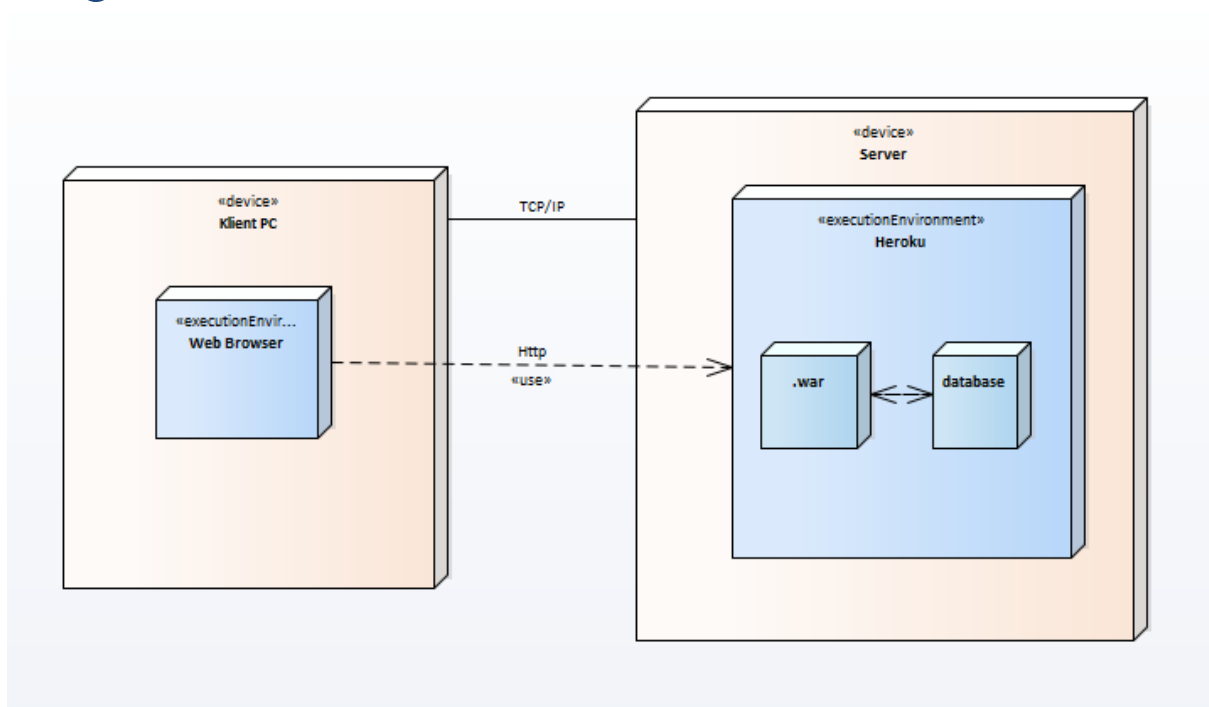 «device»
Klient PC
«executionEnvir...
Web Browser
TCP/IP
Http
«use»
«device»
Server
«executionEnvironment»
Heroku
.war
database